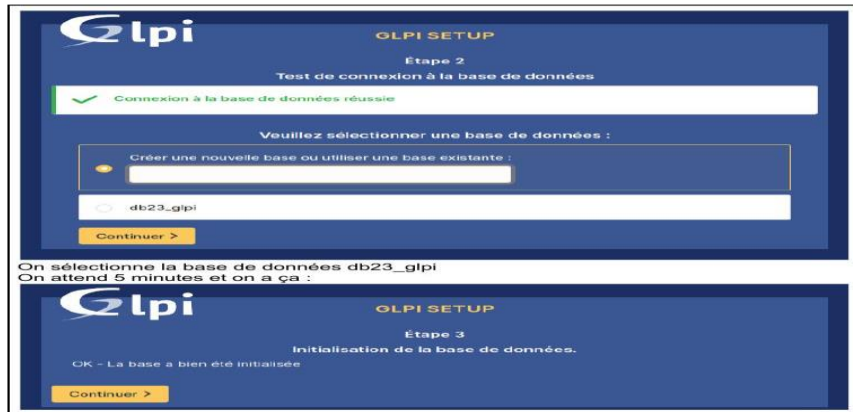 Glpi
GLPI SETUP
Étape 2
Test de connexion à la base de données
Connexion à la base de données réussie
Veuillez sélectionner une base de données :
Créer une nouvelle base ou utiliser une base existante :
db23_glpi
Continuer >
On sélectionne la base de données db23_glpi
On attend 5 minutes et on a ça :
Glpi
GLPI SETUP
Étape 3
Initialisation de la base de données.
OK - La base a bien été initialisée
Continuer >